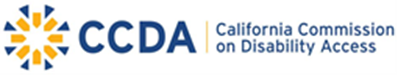 CCDA
California Commission
on Disability Access